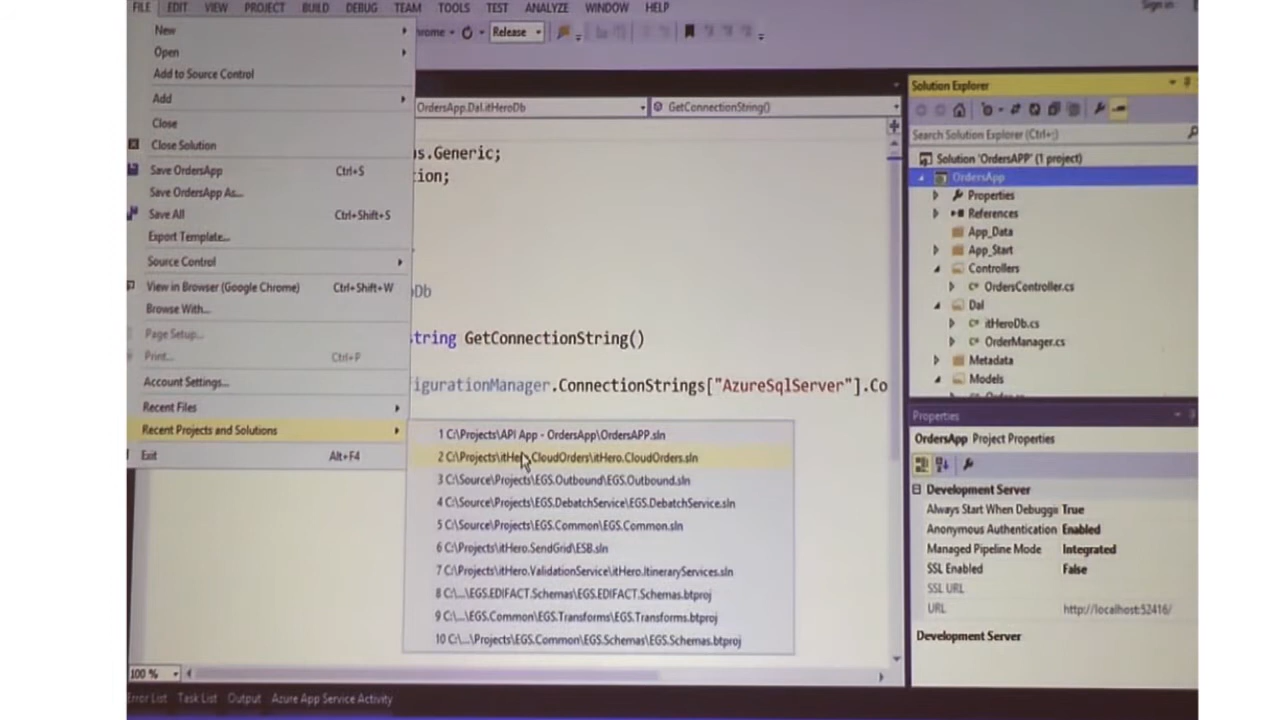 FILE EDIT VIEW PROJECT BUILD DEBUG TEAM TOOLS TEST ANALYZE WINDOW HELP Sign in
New
Open
Add to Source Control
Add
Close
Close Solution
Save OrdersApp Ctrl+S
Save OrdersApp As...
Save All Ctrl+Shift+S
Export Template...
Source Control
View in Browser (Google Chrome) Ctrl+Shift+W
Browse With...
Page Setup...
Print... Ctrl+P
Account Settings...
Recent Files
Recent Projects and Solutions
Exit Alt+F4
1 C:\Projects\API App - OrdersApp\OrdersAPP.sln
2 C:\Projects\itHero.CloudOrders\itHero.CloudOrders.sln
3 C:\Source\Projects\EGS.Outbound\EGS.Outbound.sln
4 C:\Source\Projects\EGS.DebatchService\EGS.DebatchService.sln
5 C:\Source\Projects\EGS.Common\EGS.Common.sln
6 C:\Projects\itHero.SendGrid\ESB.sln
7 C:\Projects\itHero.ValidationService\itHero.ItineraryServices.sln
8 C:\...\EGS.EDIFACT.Schemas\EGS.EDIFACT.Schemas.btproj
9 C:\...\EGS.Common\EGS.Transforms\EGS.Transforms.btproj
10 C:\...\Projects\EGS.Common\EGS.Schemas\EGS.Schemas.btproj
rome Release
OrdersApp.Dal.itHeroDb GetConnectionString()
s.Generic;
ion;
Db
string GetConnectionString()
figurationManager.ConnectionStrings["AzureSqlServer"].Co
100 %
Error List Task List Output Azure App Service Activity
Solution Explorer
Search Solution Explorer (Ctrl+;)
Solution 'OrdersAPP' (1 project)
OrdersApp
Properties
References
App_Data
App_Start
Controllers
OrdersController.cs
Dal
itHeroDb.cs
OrderManager.cs
Metadata
Models
Properties
OrdersApp Project Properties
Development Server
Always Start When Debuggi True
Anonymous Authentication Enabled
Managed Pipeline Mode Integrated
SSL Enabled False
SSL URL
URL http://localhost:52416/
Development Server